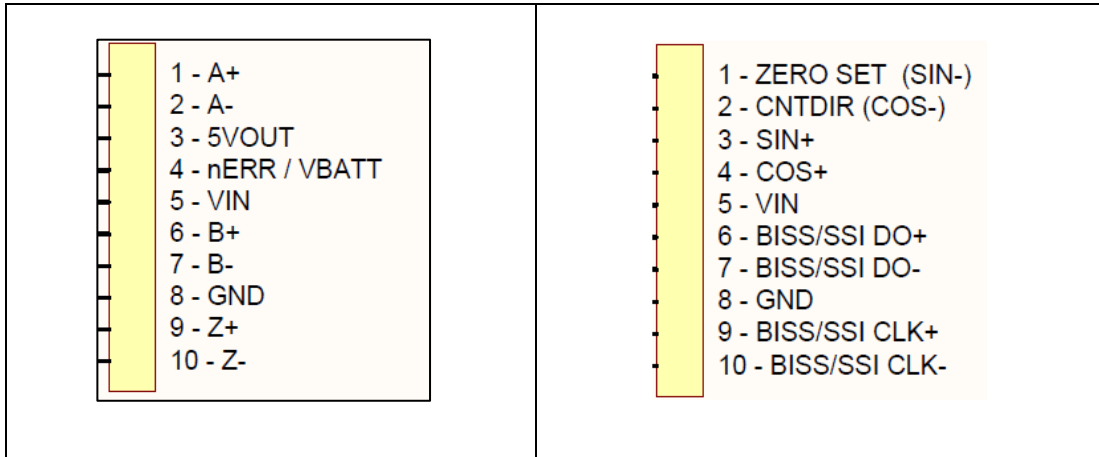 1 - A+
2 - A-
3 - 5VOUT
4 - nERR / VBATT
5 - VIN
6 - B+
7 - B-
8 - GND
9 - Z+
10 - Z-
1 - ZERO SET (SIN-)
2 - CNTDIR (COS-)
3 - SIN+
4 - COS+
5 - VIN
6 - BISS/SSI DO+
7 - BISS/SSI DO-
8 - GND
9 - BISS/SSI CLK+
10 - BISS/SSI CLK-